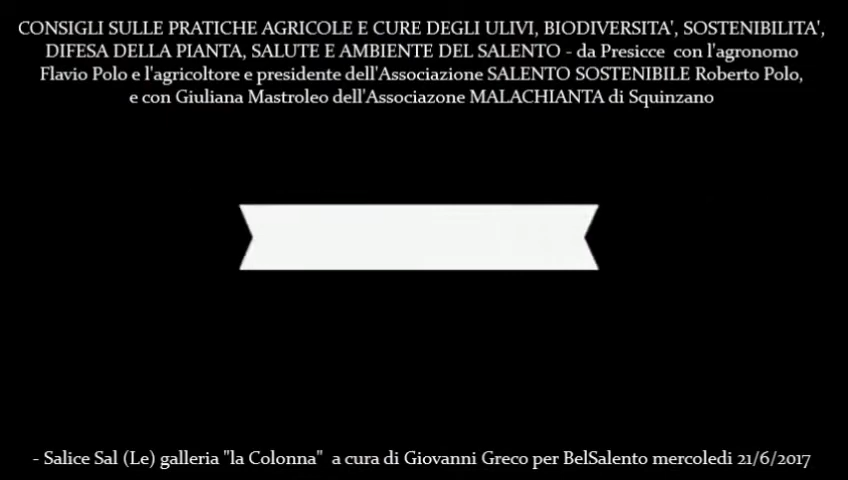 CONSIGLI SULLE PRATICHE AGRICOLE E CURE DEGLI ULIVI, BIODIVERSITA', SOSTENIBILITA',
DIFESA DELLA PIANTA, SALUTE E AMBIENTE DEL SALENTO - da Presicce con l'agronomo
Flavio Polo e l'agricoltore e presidente dell'Associazione SALENTO SOSTENIBILE Roberto Polo,
e con Giuliana Mastroleo dell'Associazone MALACHIANTA di Squinzano
- Salice Sal (Le) galleria "la Colonna" a cura di Giovanni Greco per BelSalento mercoledi 21/6/2017